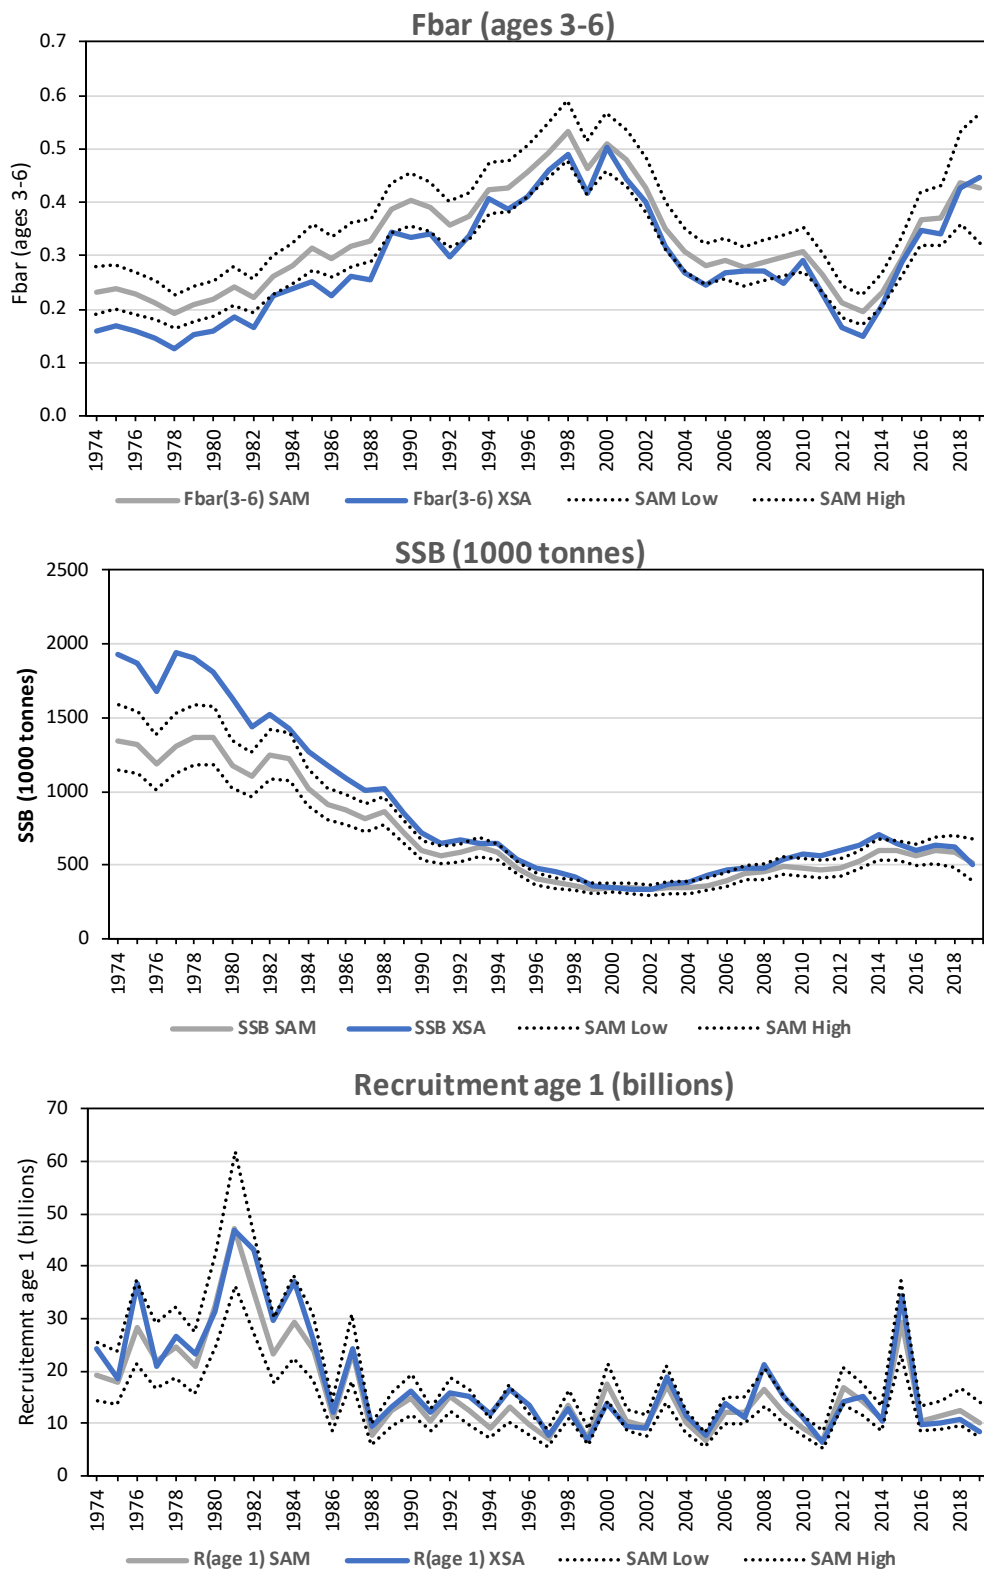 Fbar (ages 3-6)
Fbar (ages 3-6)
0.7
0.6
0.5
0.4
0.3
0.2
0.1
0.0
1974 1976 1978 1980 1982 1984 1986 1988 1990 1992 1994 1996 1998 2000 2002 2004 2006 2008 2010 2012 2014 2016 2018
Fbar(3-6) SAM Fbar(3-6) XSA SAM Low SAM High
SSB (1000 tonnes)
SSB (1000 tonnes)
2500
2000
1500
1000
500
0
1974 1976 1978 1980 1982 1984 1986 1988 1990 1992 1994 1996 1998 2000 2002 2004 2006 2008 2010 2012 2014 2016 2018
SSB SAM SSB XSA SAM Low SAM High
Recruitment age 1 (billions)
Recruitemnt age 1 (billions)
70
60
50
40
30
20
10
0
1974 1976 1978 1980 1982 1984 1986 1988 1990 1992 1994 1996 1998 2000 2002 2004 2006 2008 2010 2012 2014 2016 2018
R(age 1) SAM R(age 1) XSA SAM Low SAM High